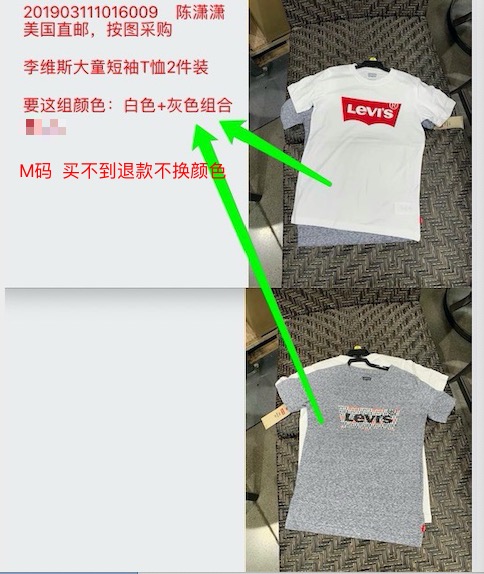 201903111016009 陈潇潇
美国直邮，按图采购
李维斯大童短袖T恤2件装
要这组颜色：白色+灰色组合
M码 买不到退款不换颜色
Levi's
Levi's